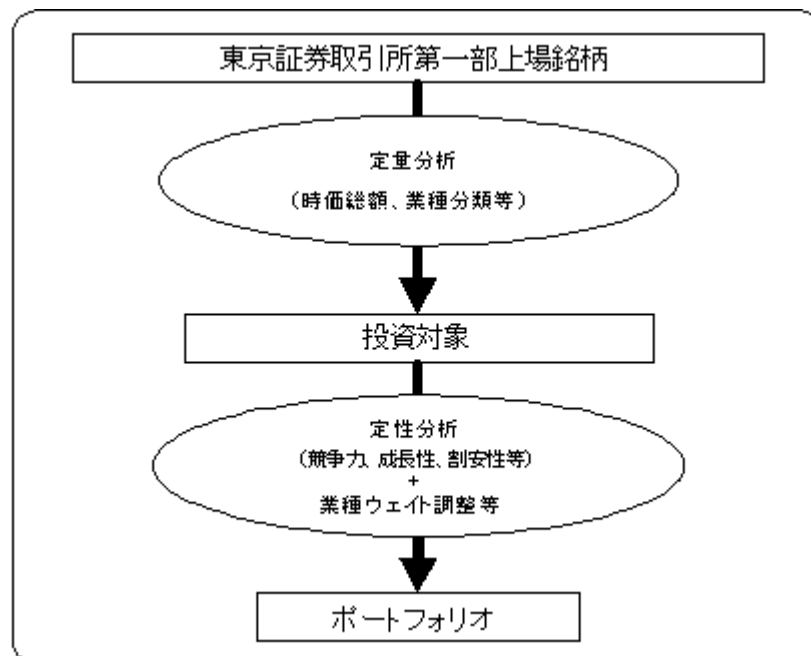 東京証券取引所第一部上場銘柄
定量分析
（時価総額、業種分類等）
投資対象
定性分析
（競争力、成長性、割安性等）
+
業種ウェイト調整等
ポートフォリオ